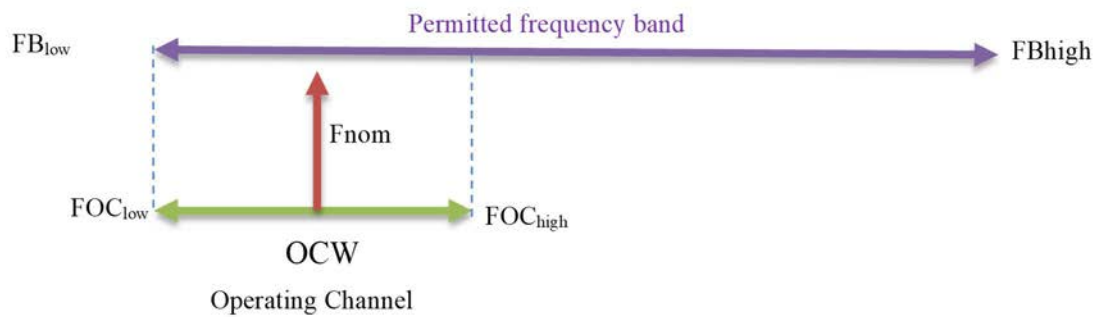 Permitted frequency band
FBlow
FBhigh
Fnom
FOClow
FOChigh
OCW
Operating Channel